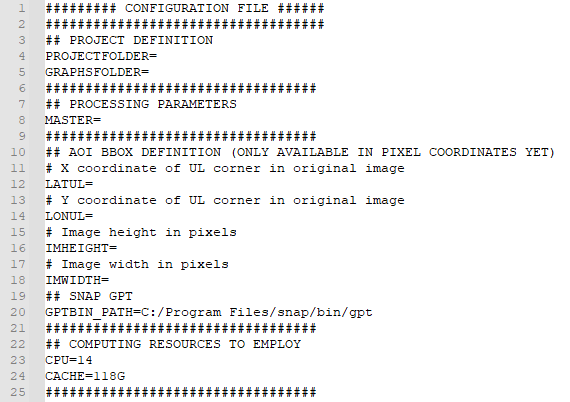 1 ######### CONFIGURATION FILE ######
2 ###################################
3 ## PROJECT DEFINITION
4 PROJECTFOLDER=
5 GRAPHSFOLDER=
6 ##################################
7 ## PROCESSING PARAMETERS
8 MASTER=
9 ##################################
10 ## AOI BBOX DEFINITION (ONLY AVAILABLE IN PIXEL COORDINATES YET)
11 # X coordinate of UL corner in original image
12 LATUL=
13 # Y coordinate of UL corner in original image
14 LONUL=
15 # Image height in pixels
16 IMHEIGHT=
17 # Image width in pixels
18 IMWIDTH=
19 ## SNAP GPT
20 GPTBIN_PATH=C:/Program Files/snap/bin/gpt
21 ##################################
22 ## COMPUTING RESOURCES TO EMPLOY
23 CPU=14
24 CACHE=118G
25 ##################################